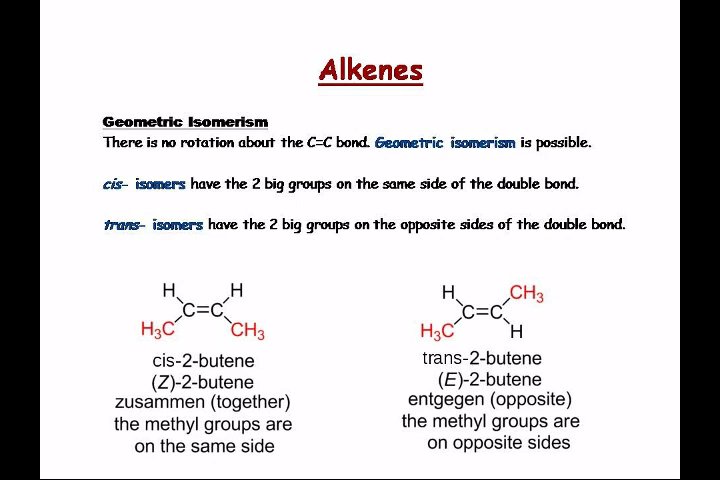 Alkenes
Geometric Isomerism
There is no rotation about the C=C bond. Geometric isomerism is possible.
cis- isomers have the 2 big groups on the same side of the double bond.
trans- isomers have the 2 big groups on the opposite sides of the double bond.
H H
C=C
H3C CH3
cis-2-butene
(Z)-2-butene
zusammen (together)
the methyl groups are
on the same side
H CH3
C=C
H3C H
trans-2-butene
(E)-2-butene
entgegen (opposite)
the methyl groups are
on opposite sides